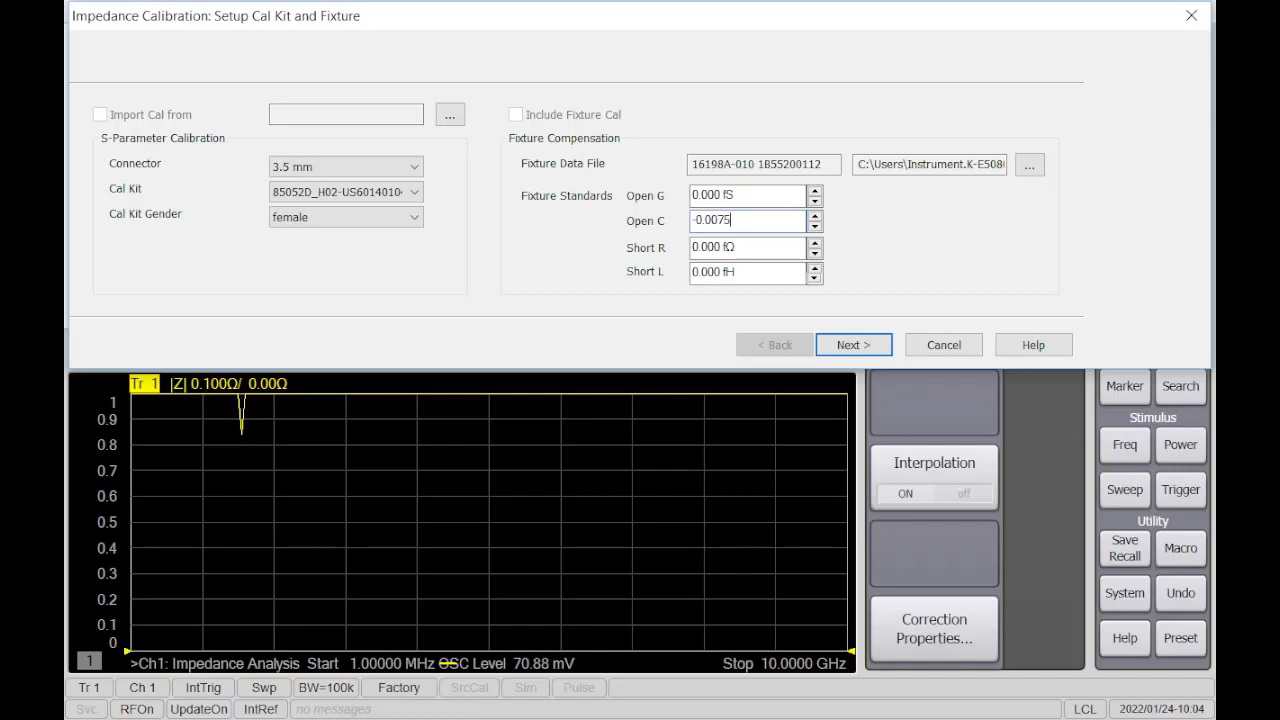 Impedance Calibration: Setup Cal Kit and Fixture
Import Cal from
...
Include Fixture Cal
S-Parameter Calibration
Fixture Compensation
Connector
3.5 mm
Fixture Data File
16198A-010 1B55200112
C:\Users\Instrument.K-E508
...
Cal Kit
85052D_H02-US6014010
Fixture Standards
Open G
0.000 fS
Cal Kit Gender
female
Open C
-0.0075
Short R
0.000 fΩ
Short L
0.000 fH
< Back
Next >
Cancel
Help
Tr 1 |Z| 0.100Ω/ 0.00Ω
1
0.9
0.8
0.7
0.6
0.5
0.4
0.3
0.2
0.1
0
1 >Ch1: Impedance Analysis Start 1.00000 MHz OSC Level 70.88 mV Stop 10.0000 GHz
Interpolation
ON off
Correction
Properties...
Marker Search
Stimulus
Freq Power
Sweep Trigger
Utility
Save
Recall
Macro
System Undo
Help Preset
Tr 1 Ch 1 IntTrig Swp BW=100k Factory SrcCal Sim Pulse
Svc RFOn UpdateOn IntRef no messages LCL 2022/01/24-10:04